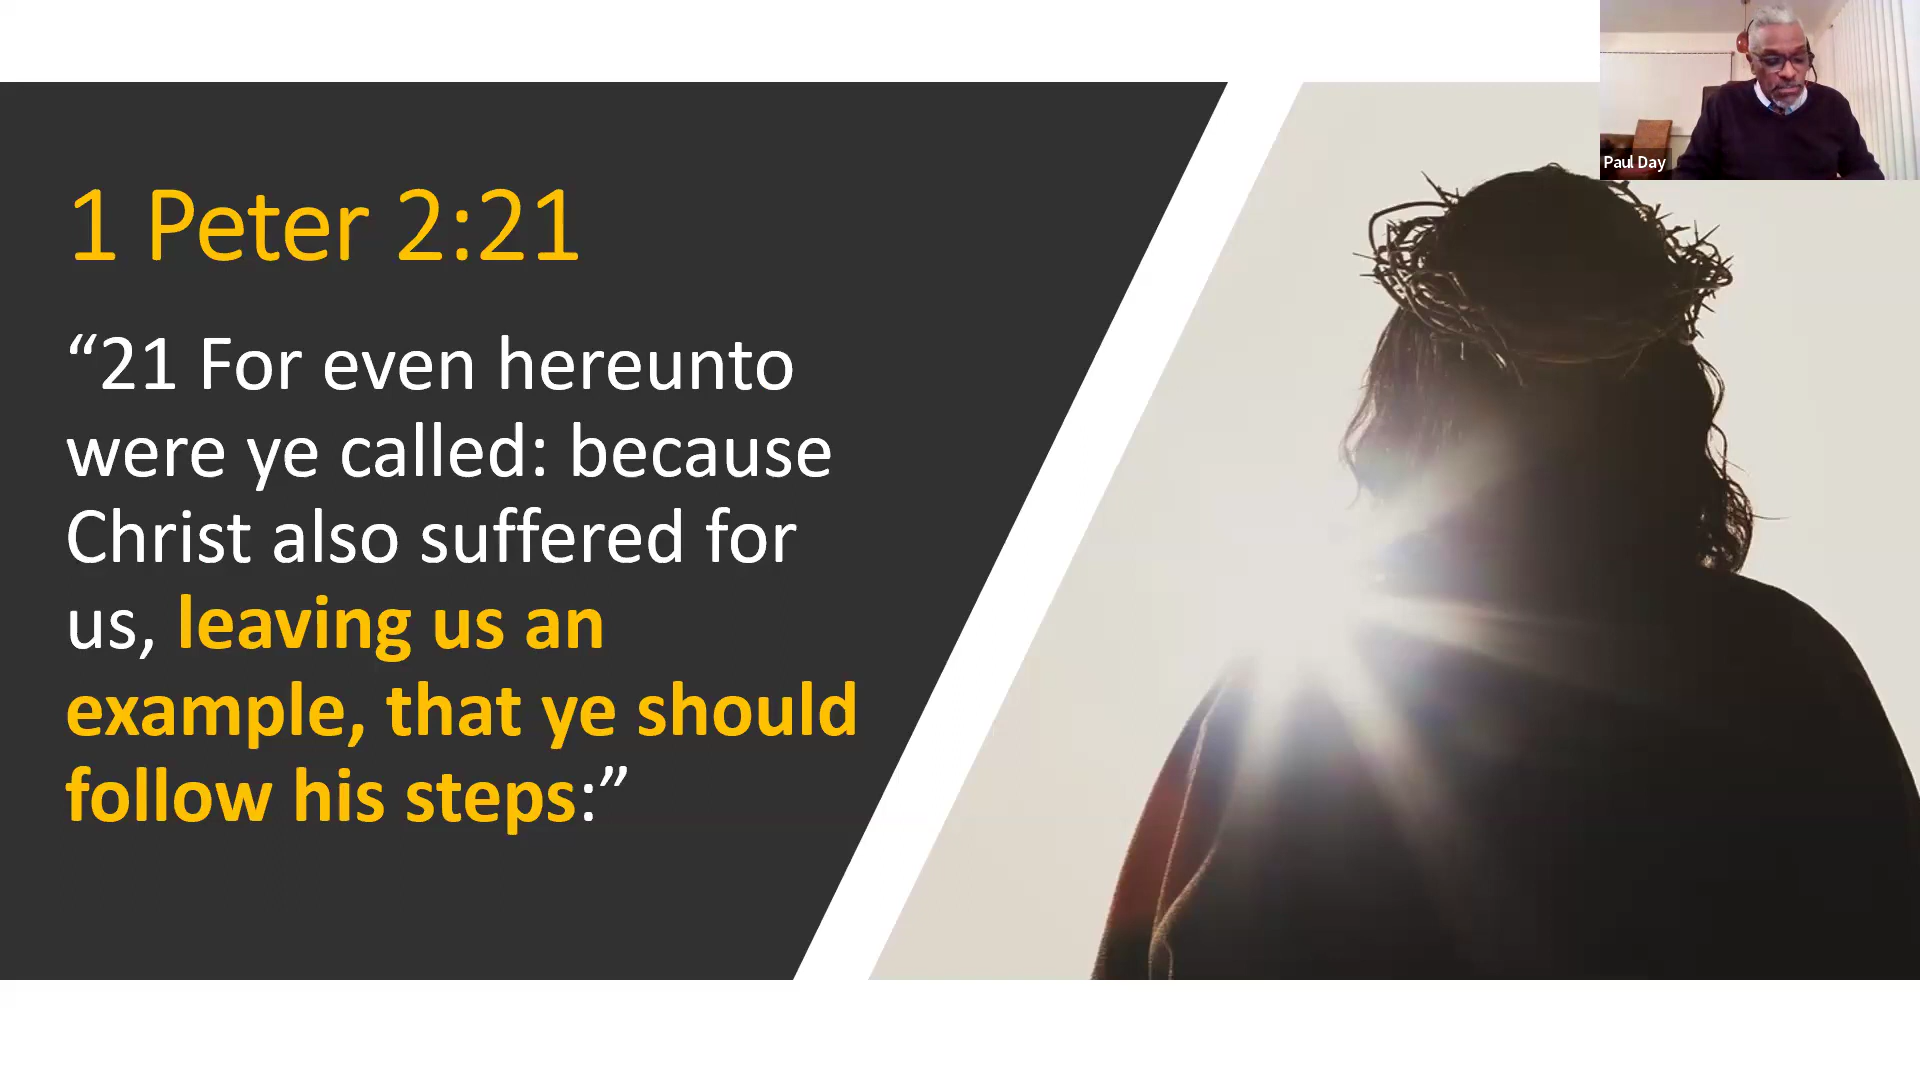 1 Peter 2:21
“21 For even hereunto
were ye called: because
Christ also suffered for
us, leaving us an
example, that ye should
follow his steps:”
Paul Day